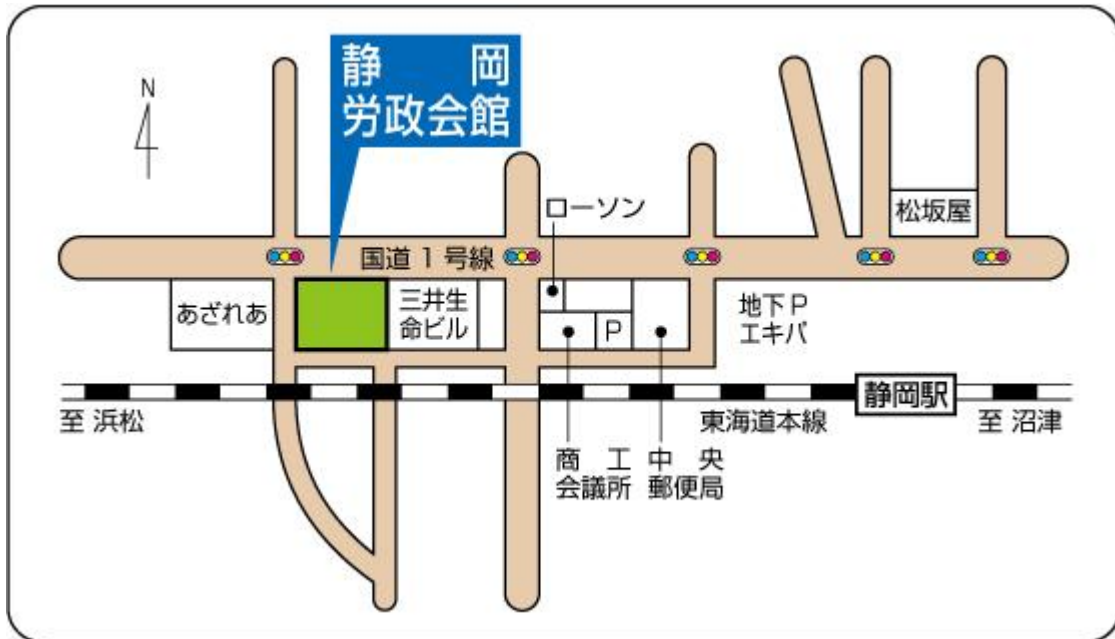 静　岡
労政会館
N
ローソン
松坂屋
国道1号線
あざれあ
三井生
命ビル
P
地下P
エキパ
静岡駅
至 浜松
東海道本線
至 沼津
商　工
会議所
中　央
郵便局